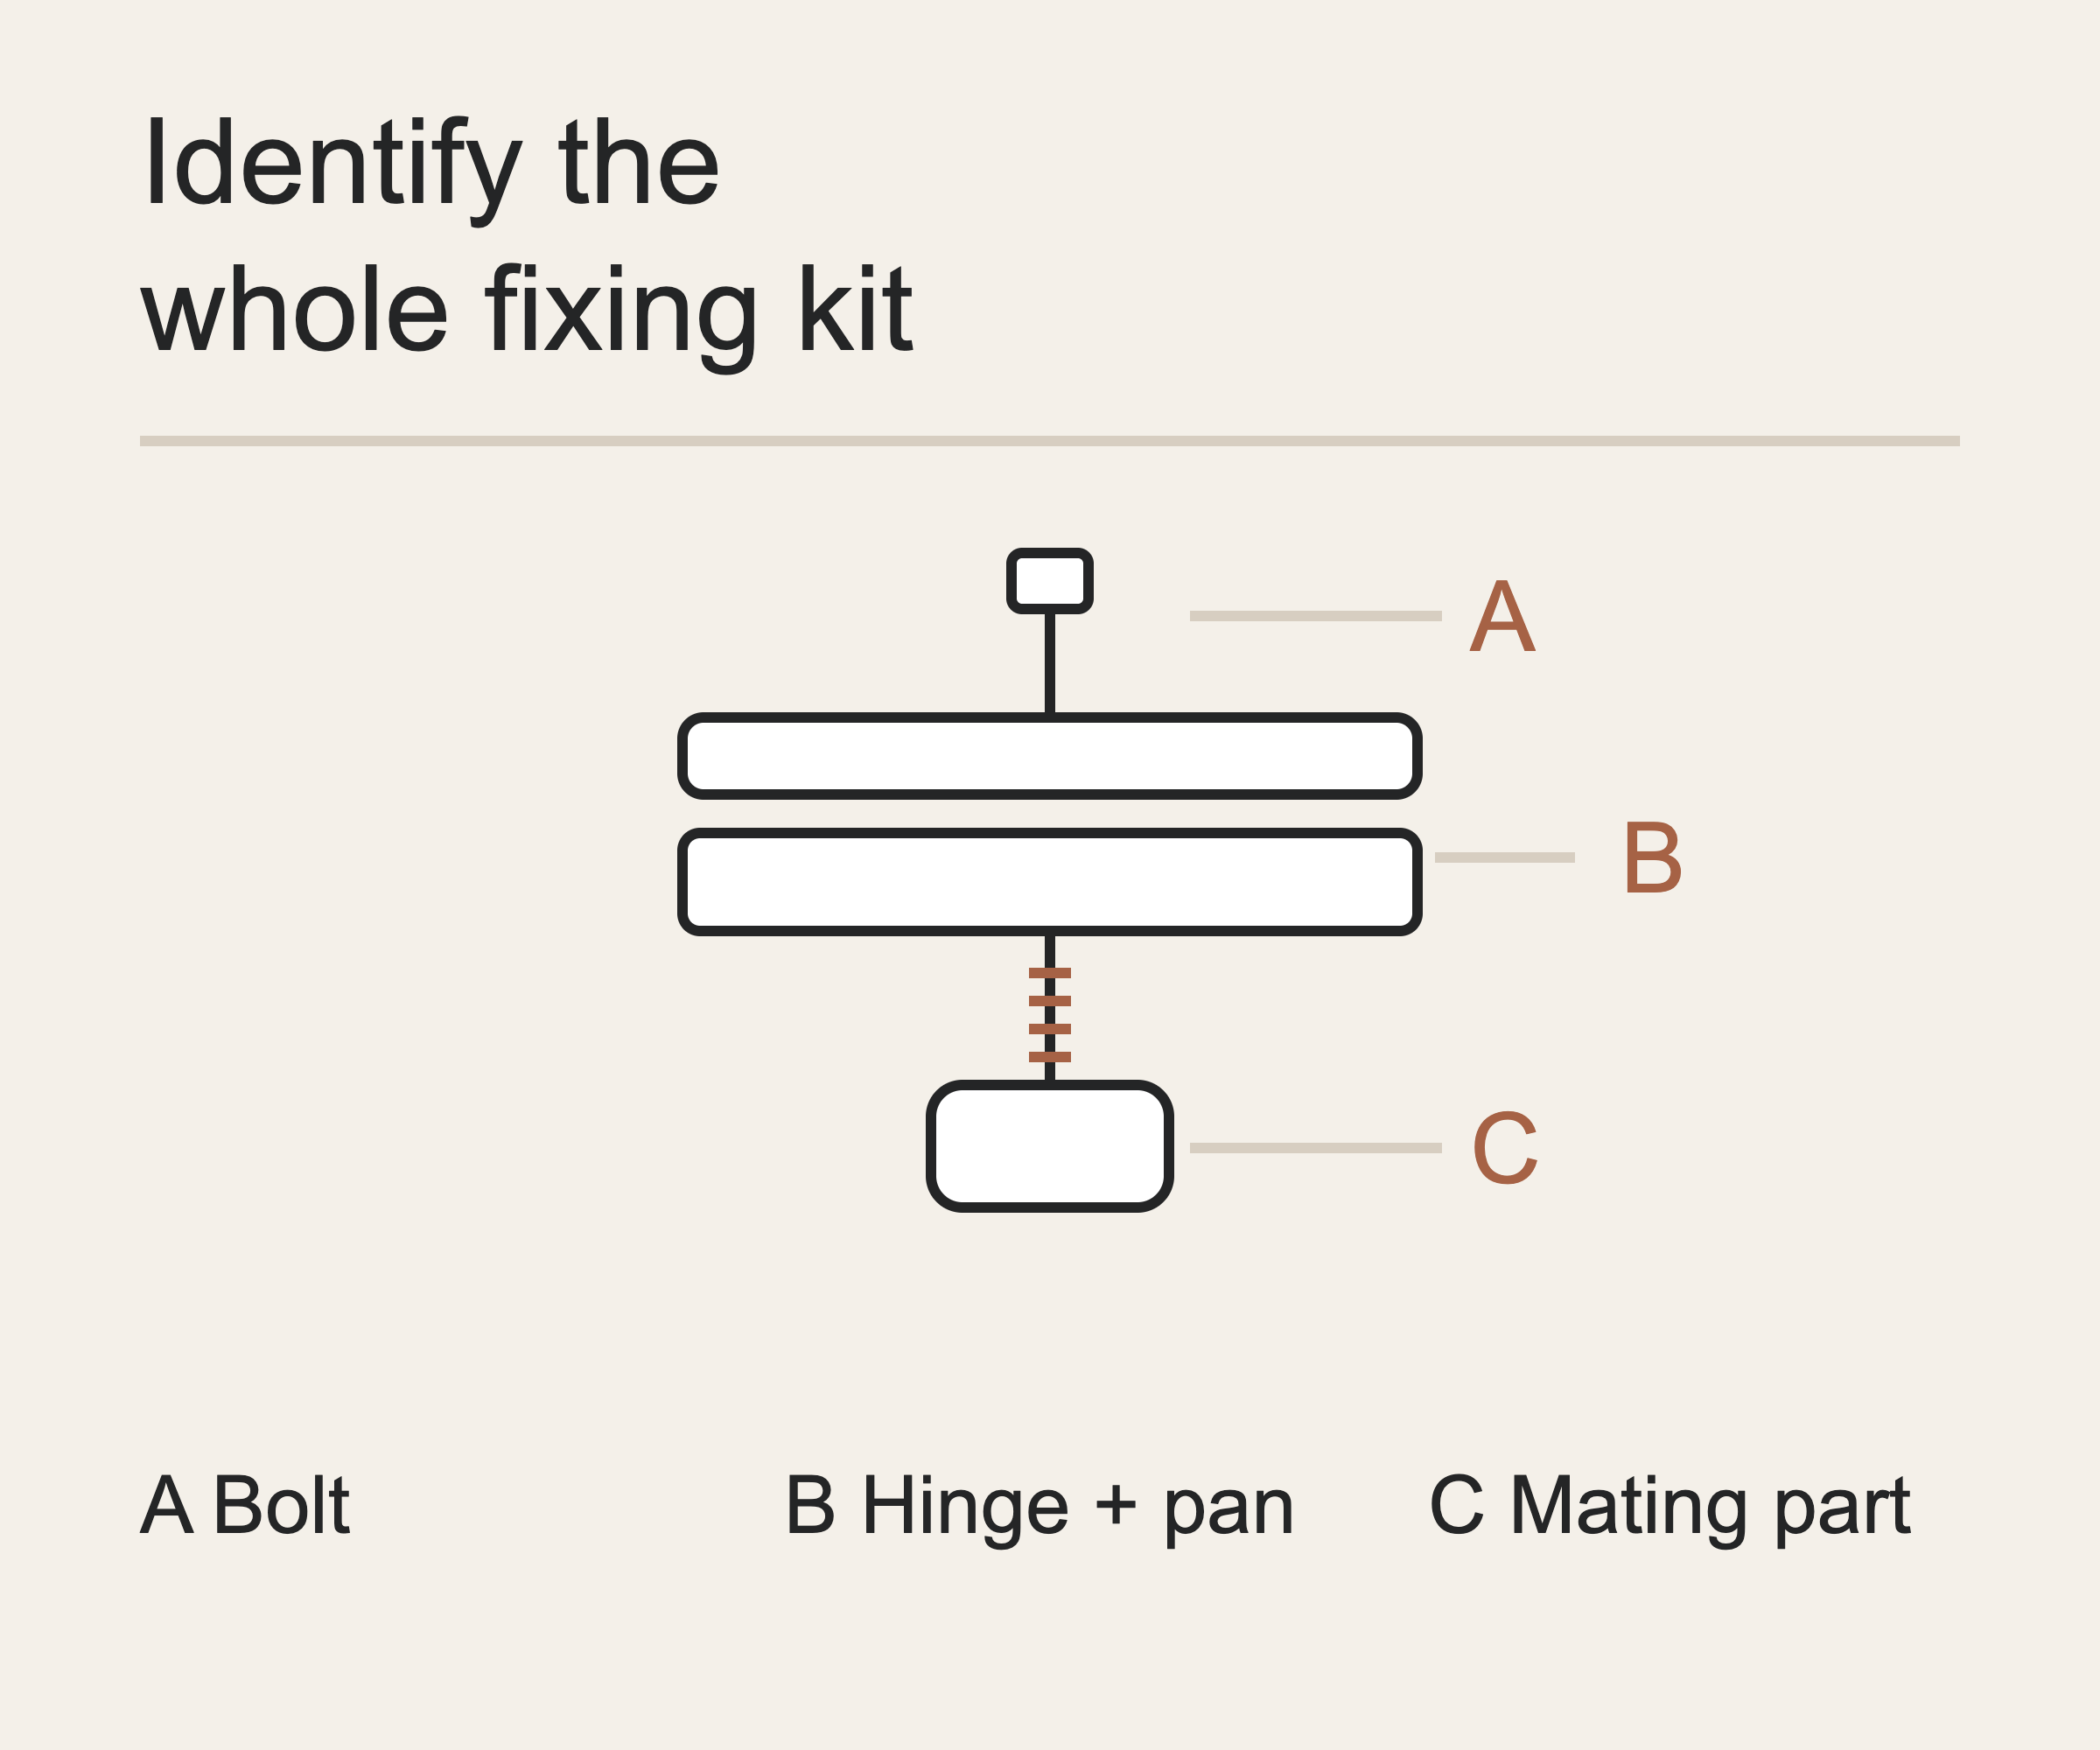 Identify the
whole fixing kit
A
B
C
A Bolt
B Hinge + pan
C Mating part